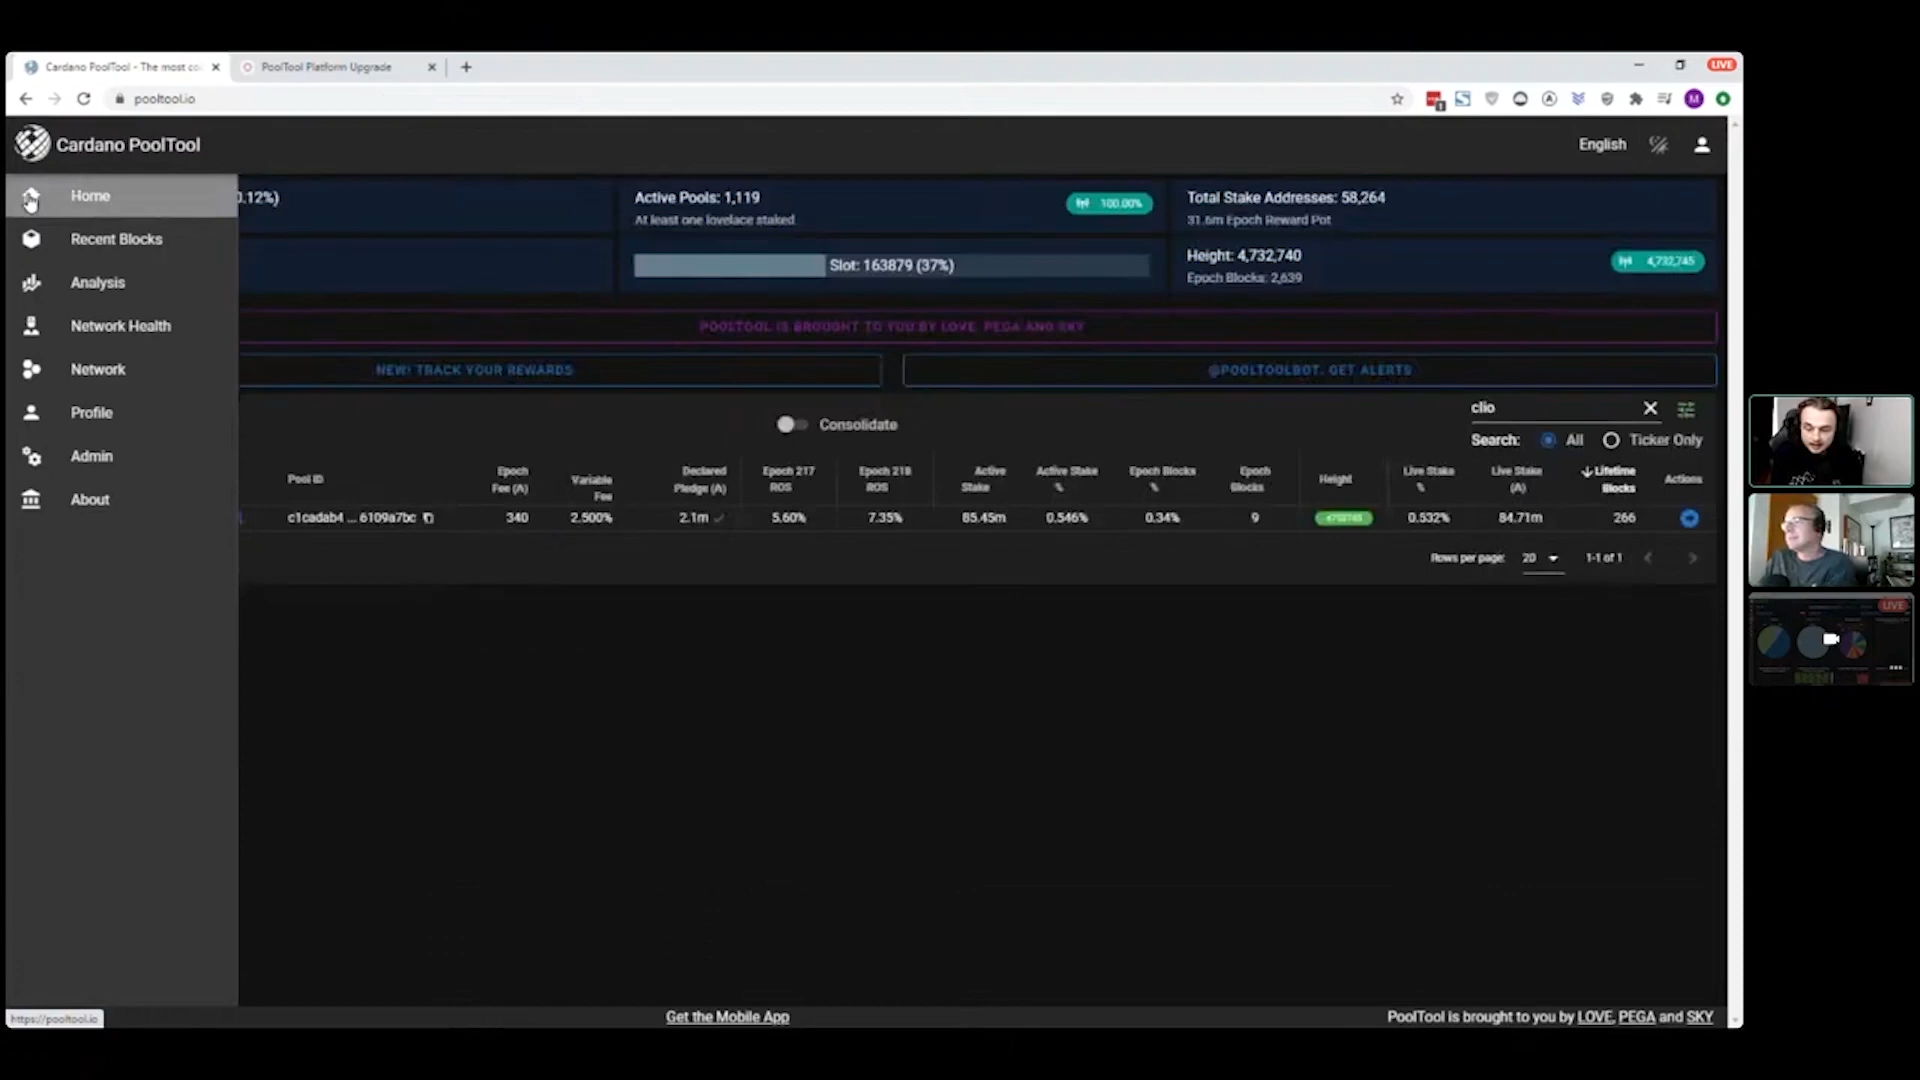 Cardano PoolTool - The most co
PoolTool Platform Upgrade
LIVE
pooltool.io
Cardano PoolTool
English
Home
Recent Blocks
Analysis
Network Health
Network
Profile
Admin
About
0.12%)
Active Pools: 1,119
At least one lovelace staked
100.00%
Total Stake Addresses: 58,264
31.6m Epoch Reward Pot
Slot: 163879 (37%)
Height: 4,732,740
Epoch Blocks: 2,639
4,732,745
POOLTOOL IS BROUGHT TO YOU BY LOVE PEGA AND SKY
NEW! TRACK YOUR REWARDS
@POOLTOOLBOT. GET ALERTS
Consolidate
clio
Search: All Ticker Only
Pool ID
Epoch Fee (A)
Variable Fee
Declared Pledge (A)
Epoch 217 ROS
Epoch 218 ROS
Active Stake
Active Stake %
Epoch Blocks %
Epoch Blocks
Height
Live Stake %
Live Stake (A)
Lifetime Blocks
Actions
c1cadab4 ... 6109a7bc 340 2.500% 2.1m 5.60% 7.35% 85.45m 0.546% 0.34% 9 0.532% 84.71m 266
Rows per page: 20 1-1 of 1
LIVE
https://pooltool.io
Get the Mobile App
PoolTool is brought to you by LOVE, PEGA and SKY